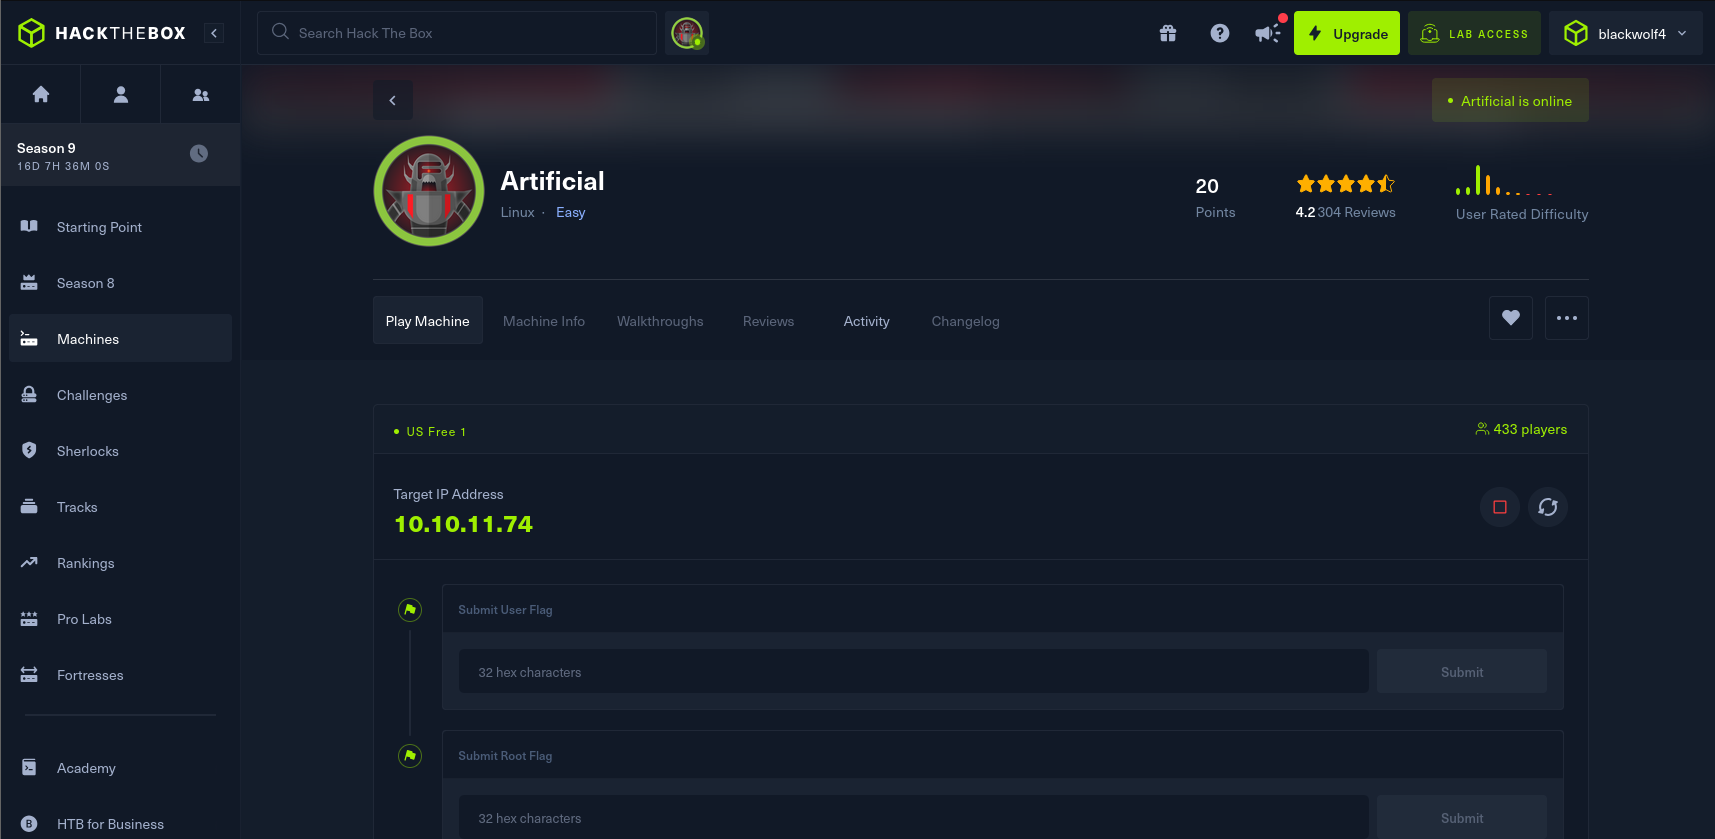 HACKTHEBOX
Search Hack The Box
Upgrade
LAB ACCESS
blackwolf4
Season 9
16D 7H 36M 0S
Starting Point
Season 8
Machines
Challenges
Sherlocks
Tracks
Rankings
Pro Labs
Fortresses
Academy
B HTB for Business
Artificial is online
Artificial
Linux · Easy
20
Points
4.2 304 Reviews
User Rated Difficulty
Play Machine Machine Info Walkthroughs Reviews Activity Changelog
US Free 1
433 players
Target IP Address
10.10.11.74
Submit User Flag
32 hex characters
Submit
Submit Root Flag
32 hex characters
Submit